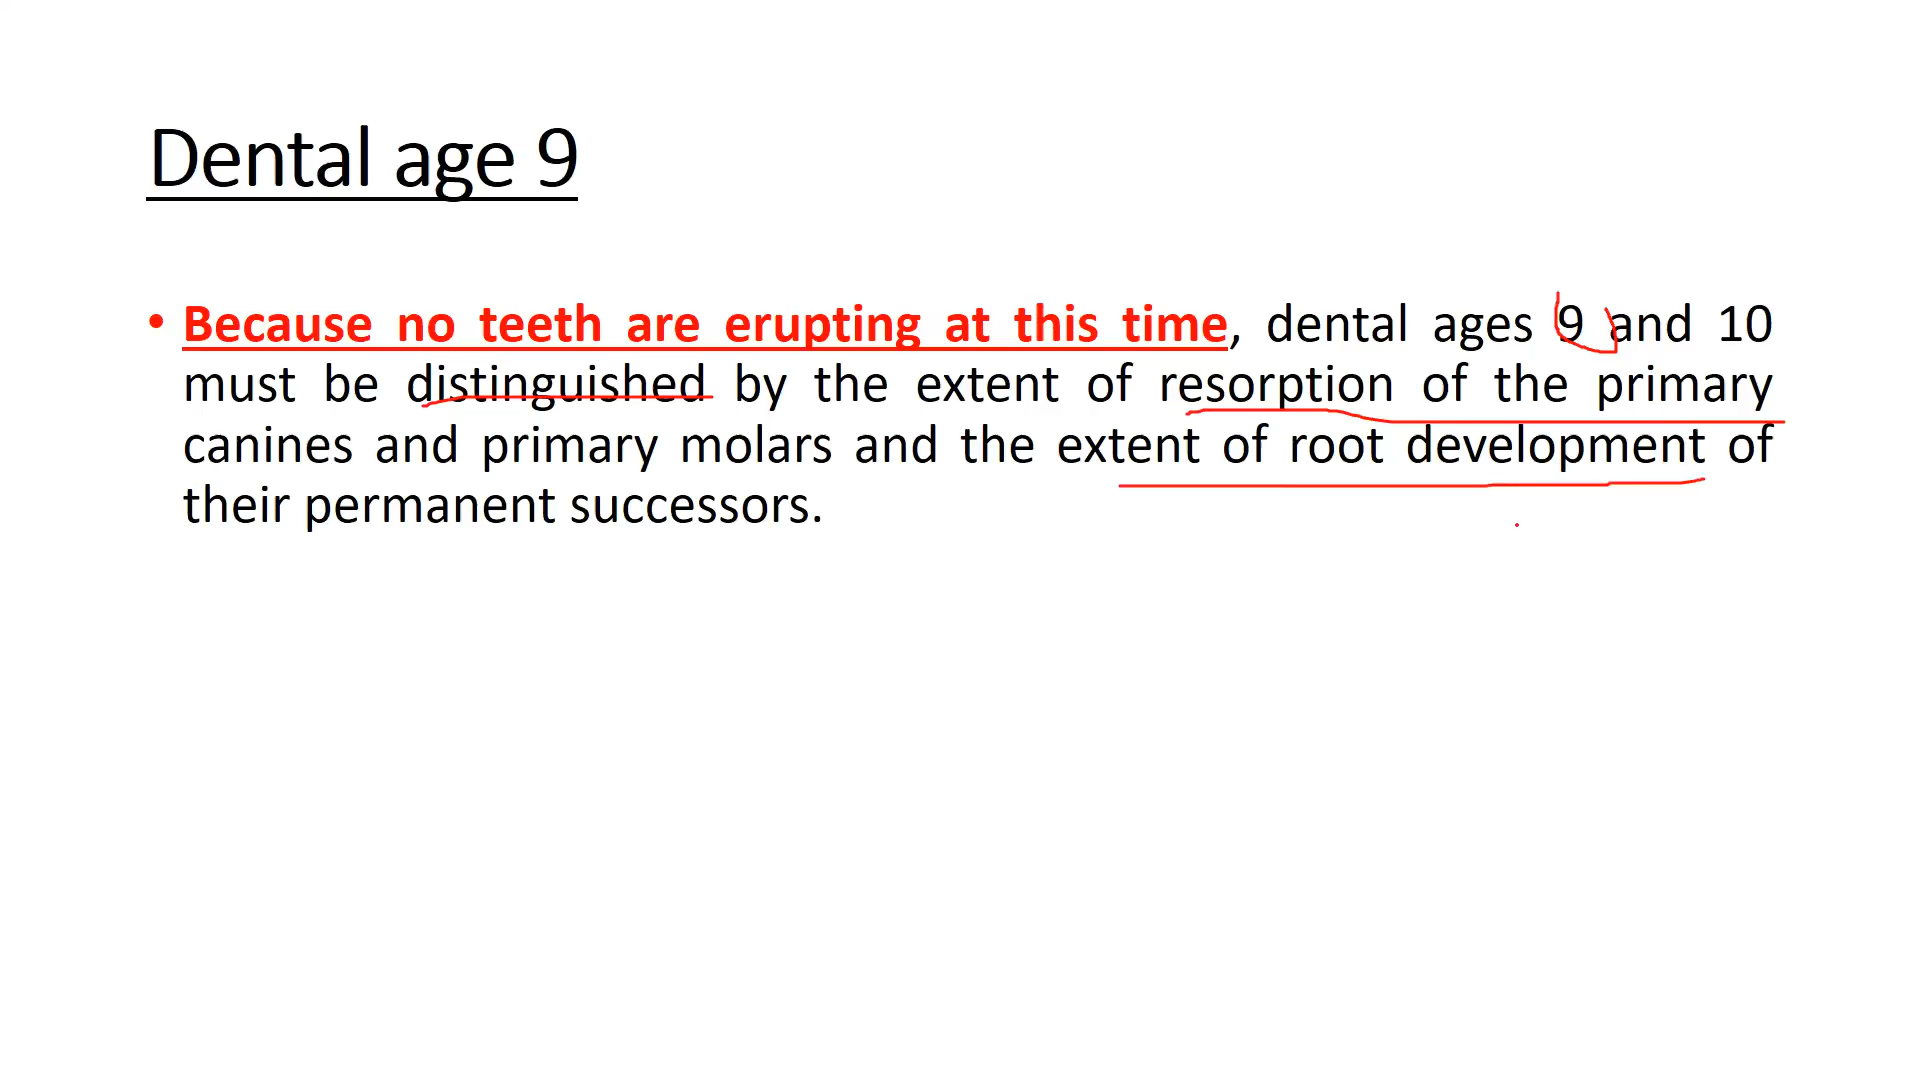 Dental age 9
• Because no teeth are erupting at this time, dental ages 9 and 10
must be distinguished by the extent of resorption of the primary
canines and primary molars and the extent of root development of
their permanent successors.